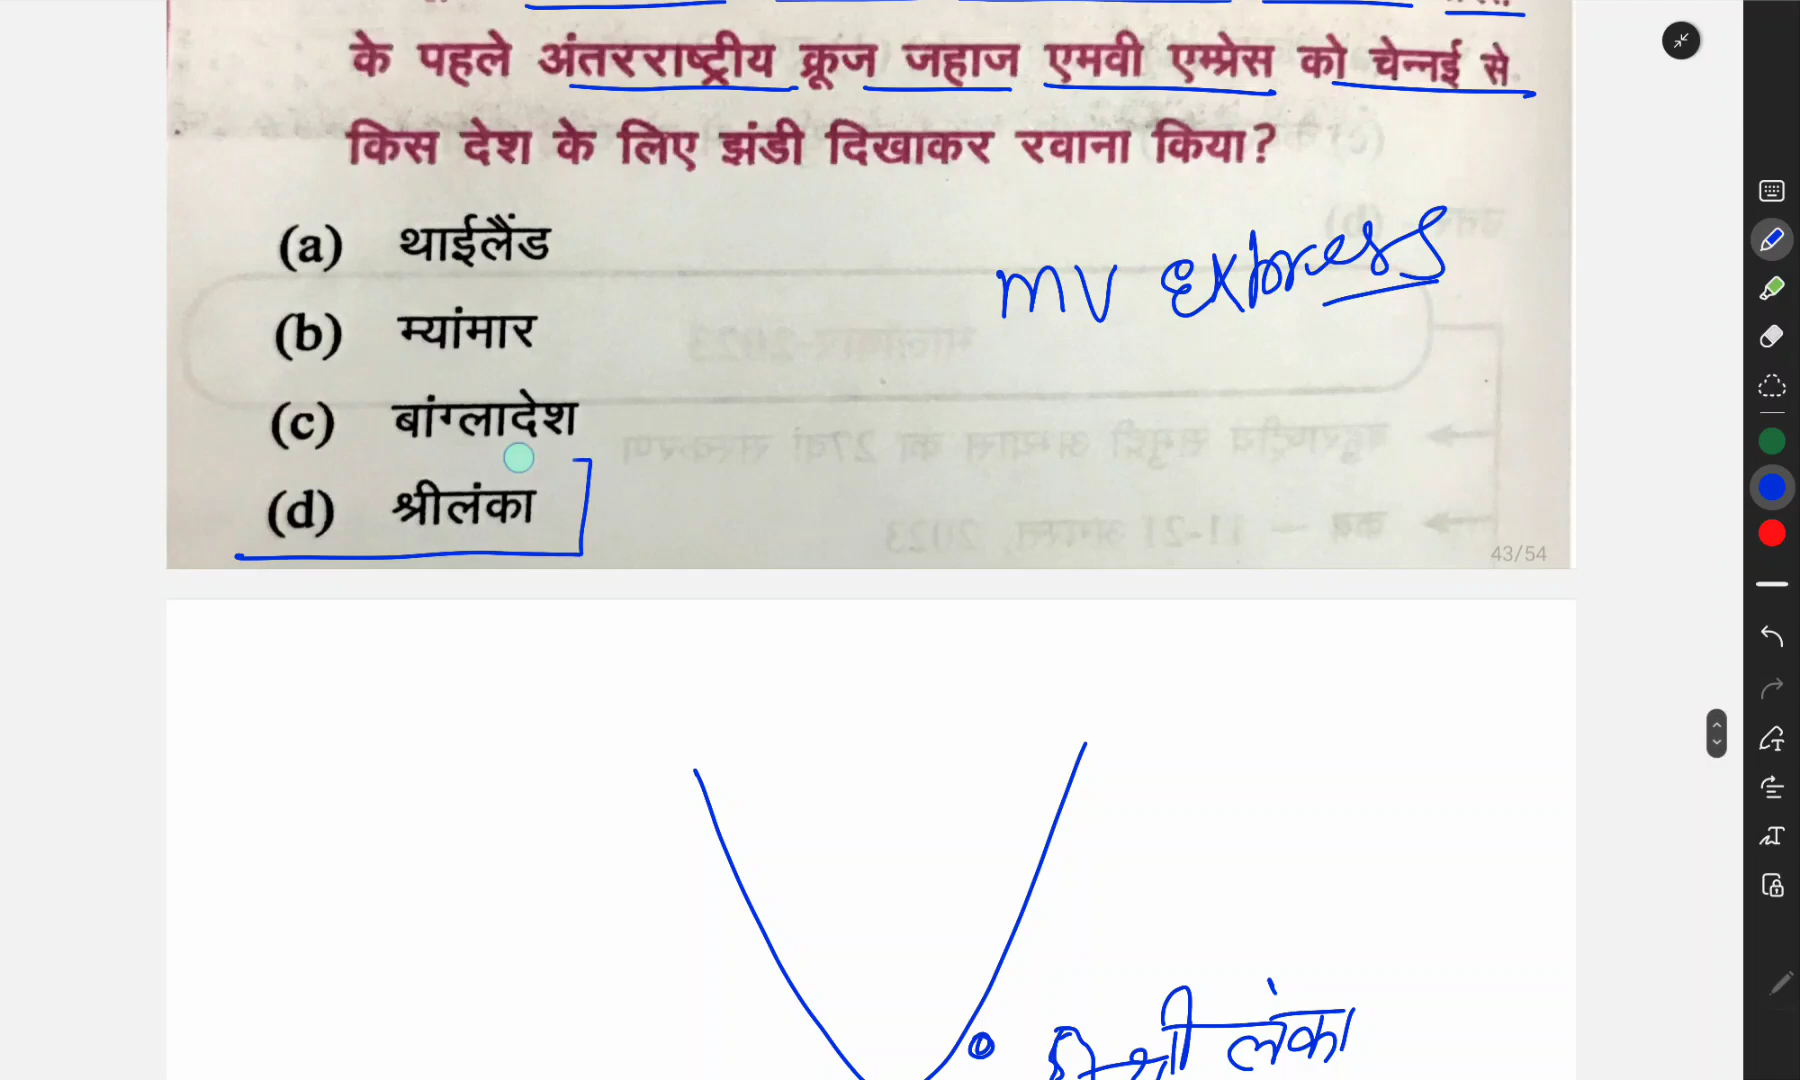 के पहले अंतरराष्ट्रीय क्रूज जहाज एमवी एम्प्रेस को चेन्नई से
किस देश के लिए झंडी दिखाकर रवाना किया?
(a) थाईलैंड
(b) म्यांमार
(c) बांग्लादेश
(d) श्रीलंका
mv express
43/54
श्री लंका